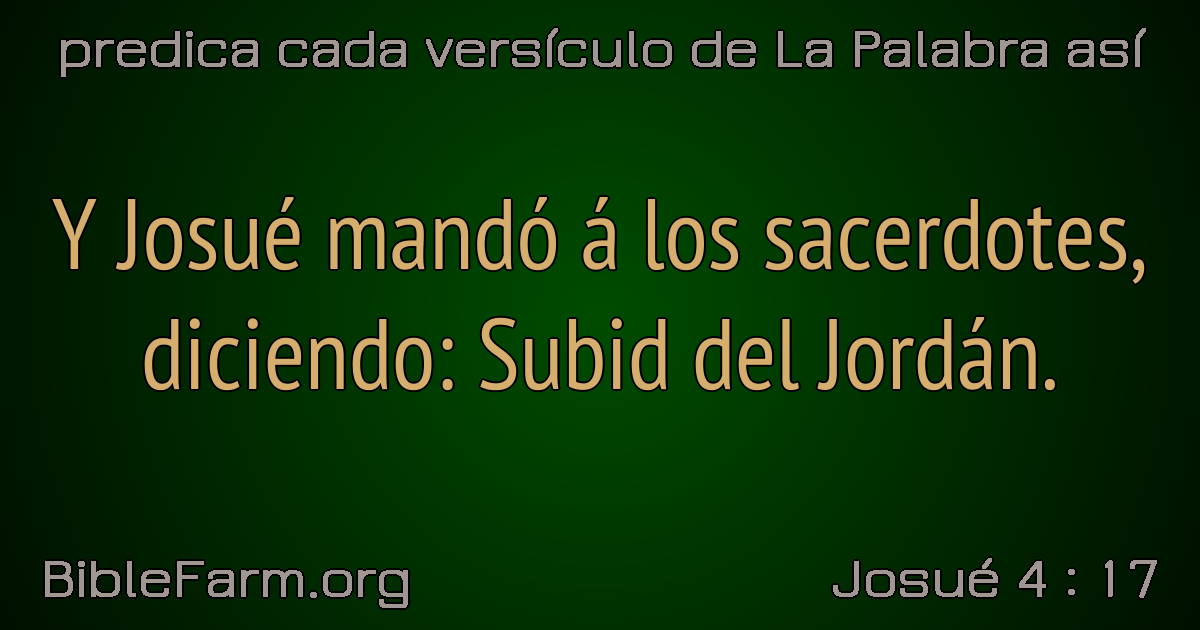 predica cada versículo de La Palabra así
Y Josué mandó á los sacerdotes,
diciendo: Subid del Jordán.
BibleFarm.org
Josué 4 : 17